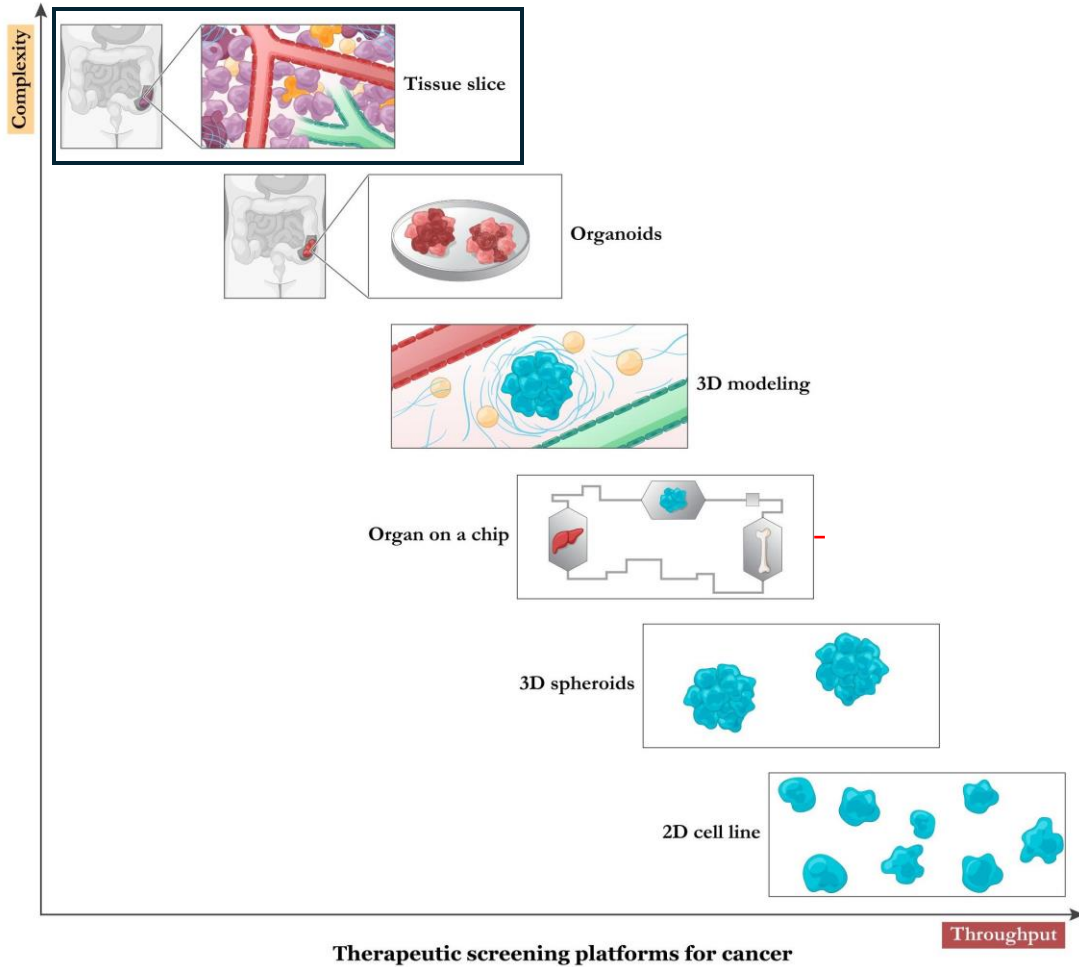 Complexity
Tissue slice
Organoids
3D modeling
Organ on a chip
3D spheroids
2D cell line
Throughput
Therapeutic screening platforms for cancer